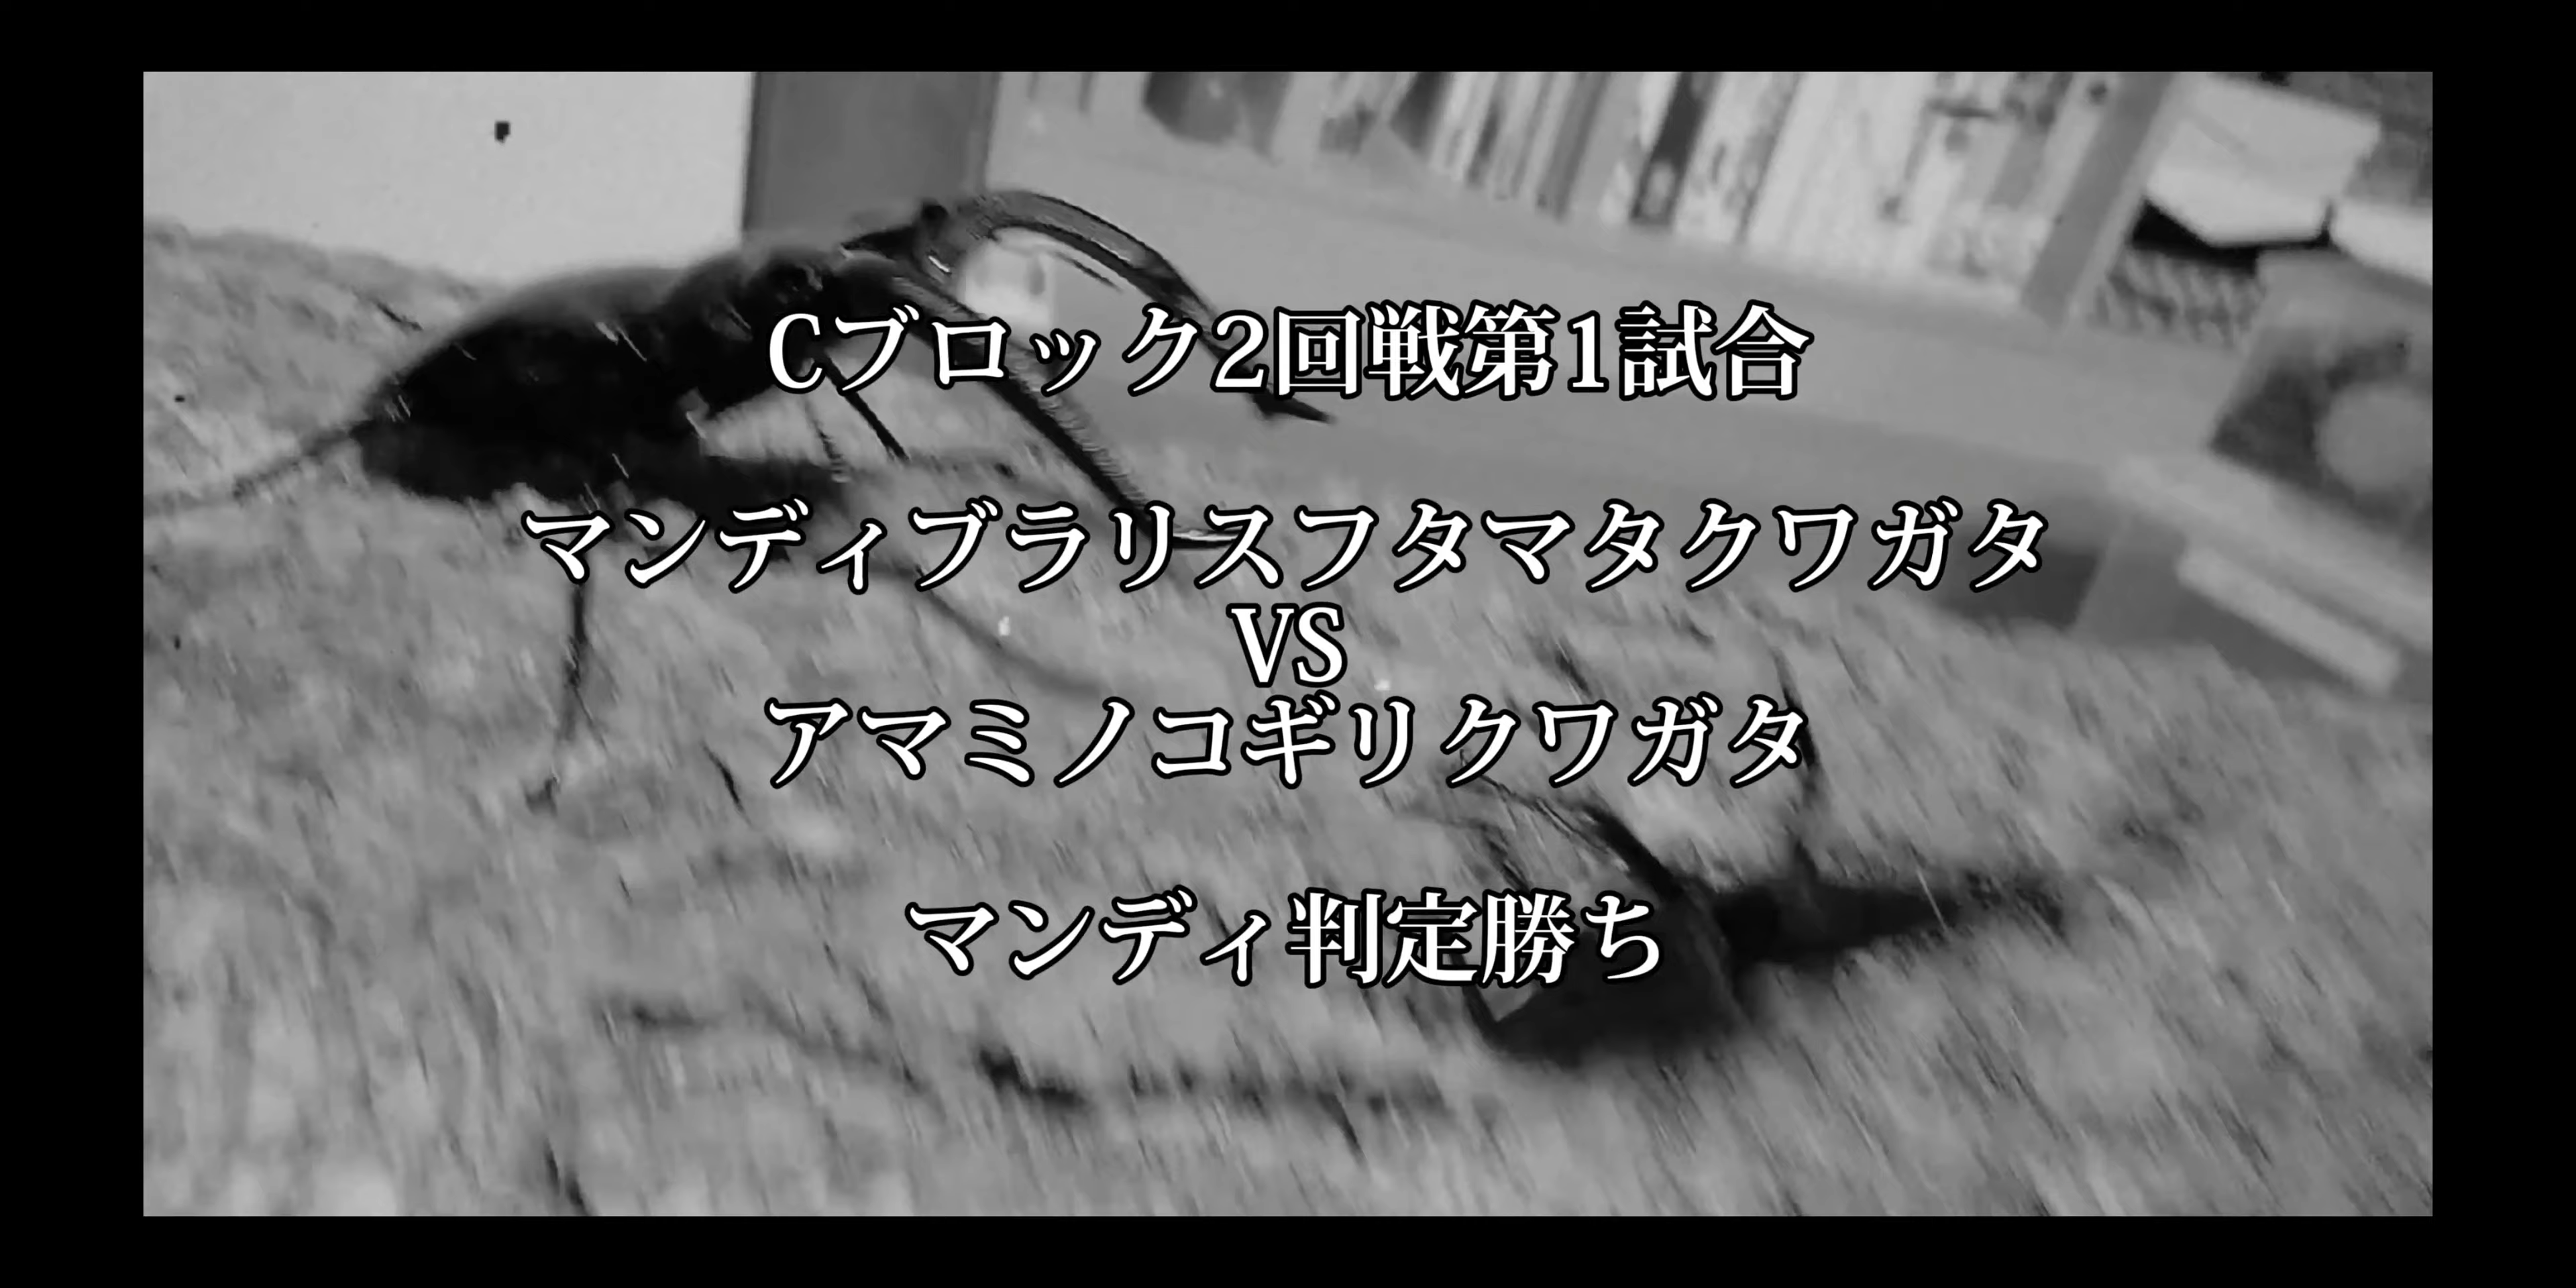 Cブロック2回戦第1試合
マンディブラリスフタマタクワガタ
VS
アマミノコギリクワガタ
マンディ判定勝ち